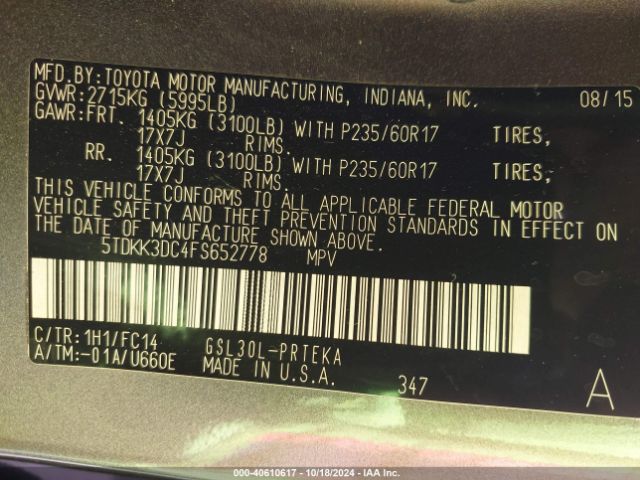 MFD.BY:TOYOTA MOTOR MANUFACTURING, INDIANA, INC. 08/15
GVWR:2715KG (5995LB)
GAWR:FRT. 1405KG (3100LB) WITH P235/60R17 TIRES,
17X7J RIMS.
RR. 1405KG (3100LB) WITH P235/60R17 TIRES,
17X7J RIMS.
THIS VEHICLE CONFORMS TO ALL APPLICABLE FEDERAL MOTOR
VEHICLE SAFETY AND THEFT PREVENTION STANDARDS IN EFFECT ON
THE DATE OF MANUFACTURE SHOWN ABOVE.
5TDKK3DC4FS652778 MPV
C/TR:1H1/FC14 GSL30L-PRTEKA
A/TM:-01A/U660E MADE IN U.S.A. 347 A
000-40610617 - 10/18/2024 - IAA Inc.